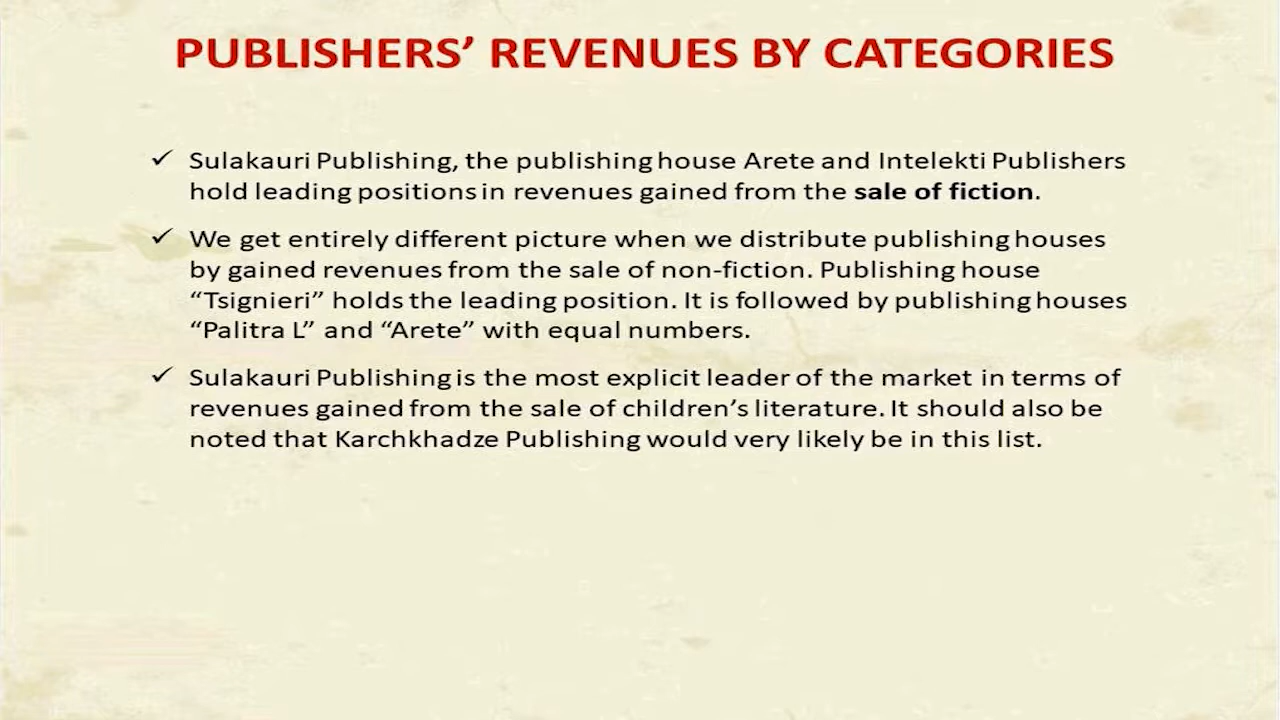 PUBLISHERS’ REVENUES BY CATEGORIES
✓ Sulakauri Publishing, the publishing house Arete and Intelekti Publishers
hold leading positions in revenues gained from the sale of fiction.
✓ We get entirely different picture when we distribute publishing houses
by gained revenues from the sale of non-fiction. Publishing house
“Tsignieri” holds the leading position. It is followed by publishing houses
“Palitra L” and “Arete” with equal numbers.
✓ Sulakauri Publishing is the most explicit leader of the market in terms of
revenues gained from the sale of children’s literature. It should also be
noted that Karchkhadze Publishing would very likely be in this list.